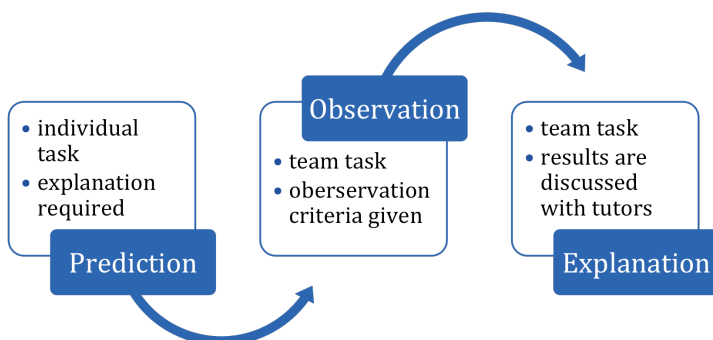 • individual
task
• explanation
required
Prediction
Observation
• team task
• oberservation
criteria given
• team task
• results are
discussed
with tutors
Explanation